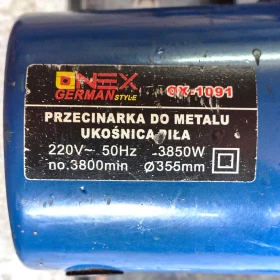 ONEX
GERMAN STYLE
OX-1091
PRZECINARKA DO METALU
UKOŚNICA PIŁA
220V~ 50Hz -3850W
no.3800min Ø355mm